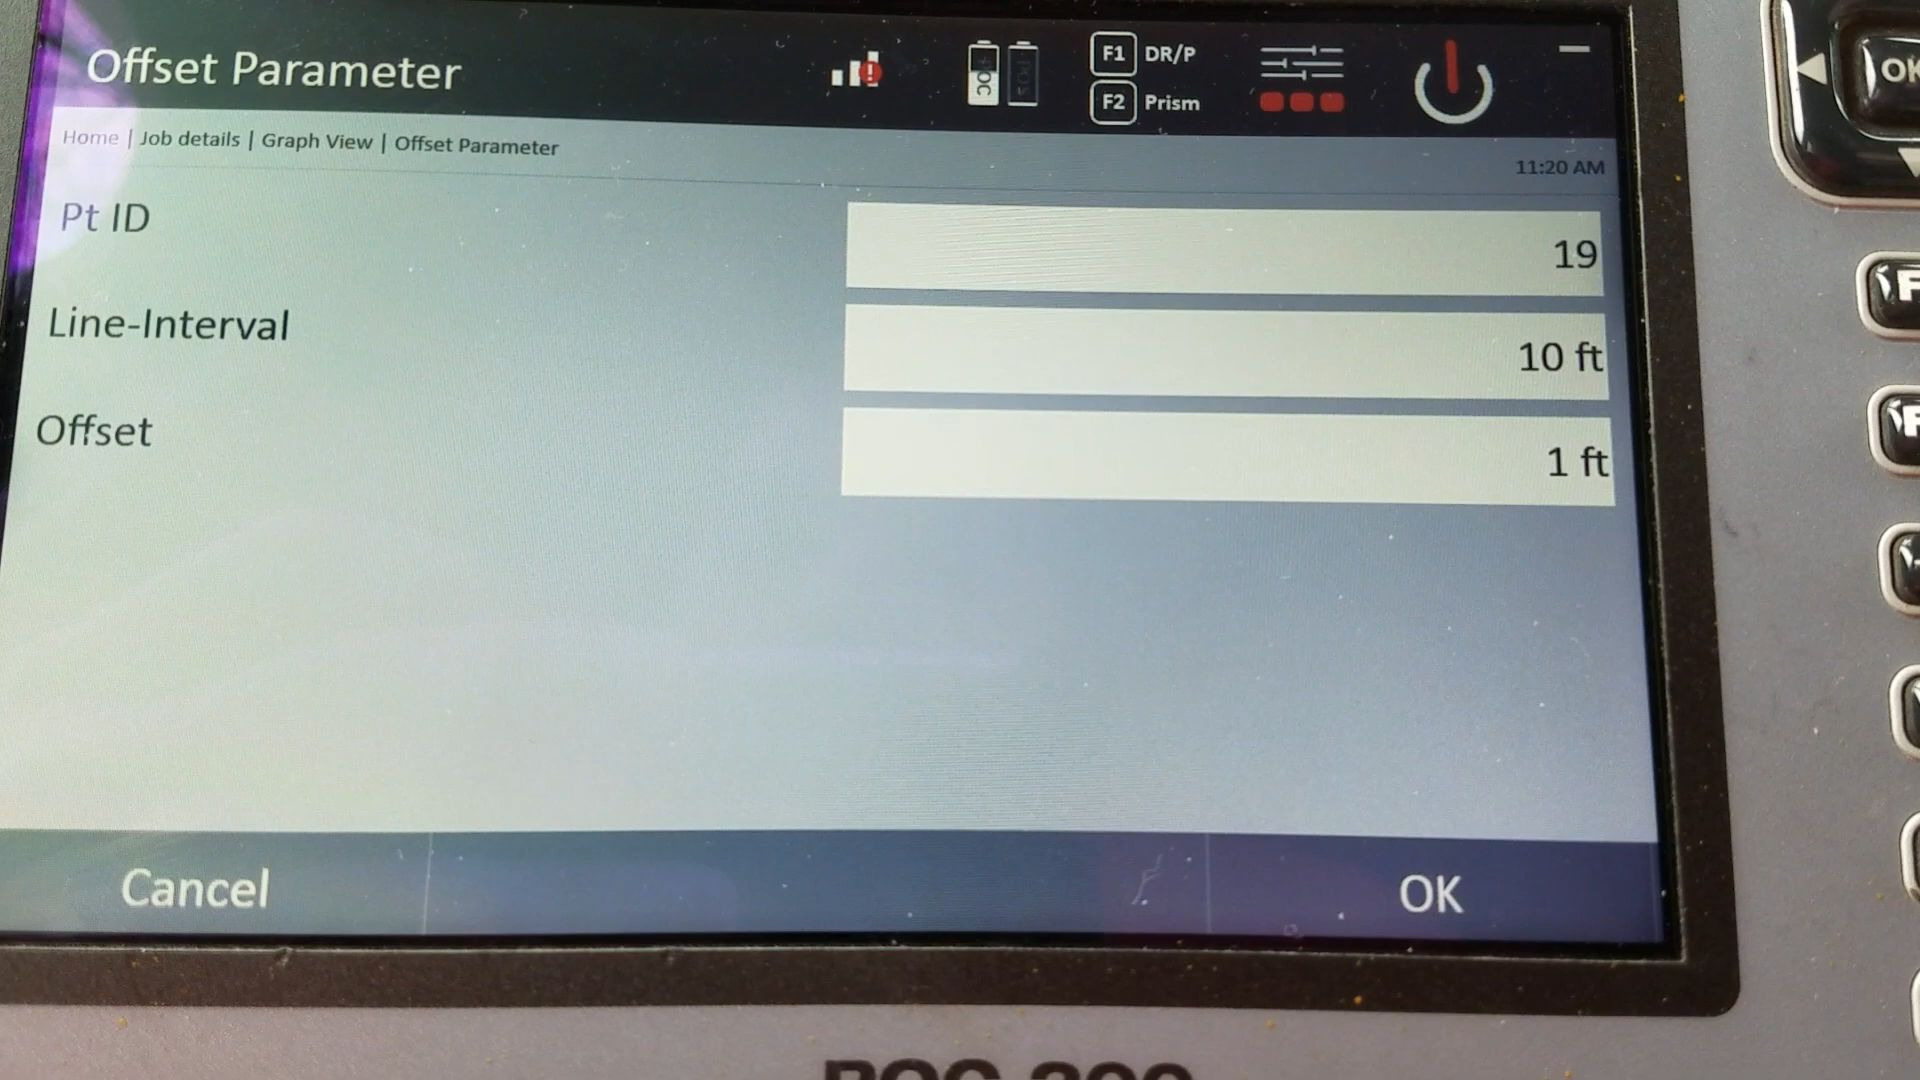 Offset Parameter
F1 DR/P
F2 Prism
Home | Job details | Graph View | Offset Parameter
11:20 AM
Pt ID
19
Line-Interval
10 ft
Offset
1 ft
Cancel
OK
OK